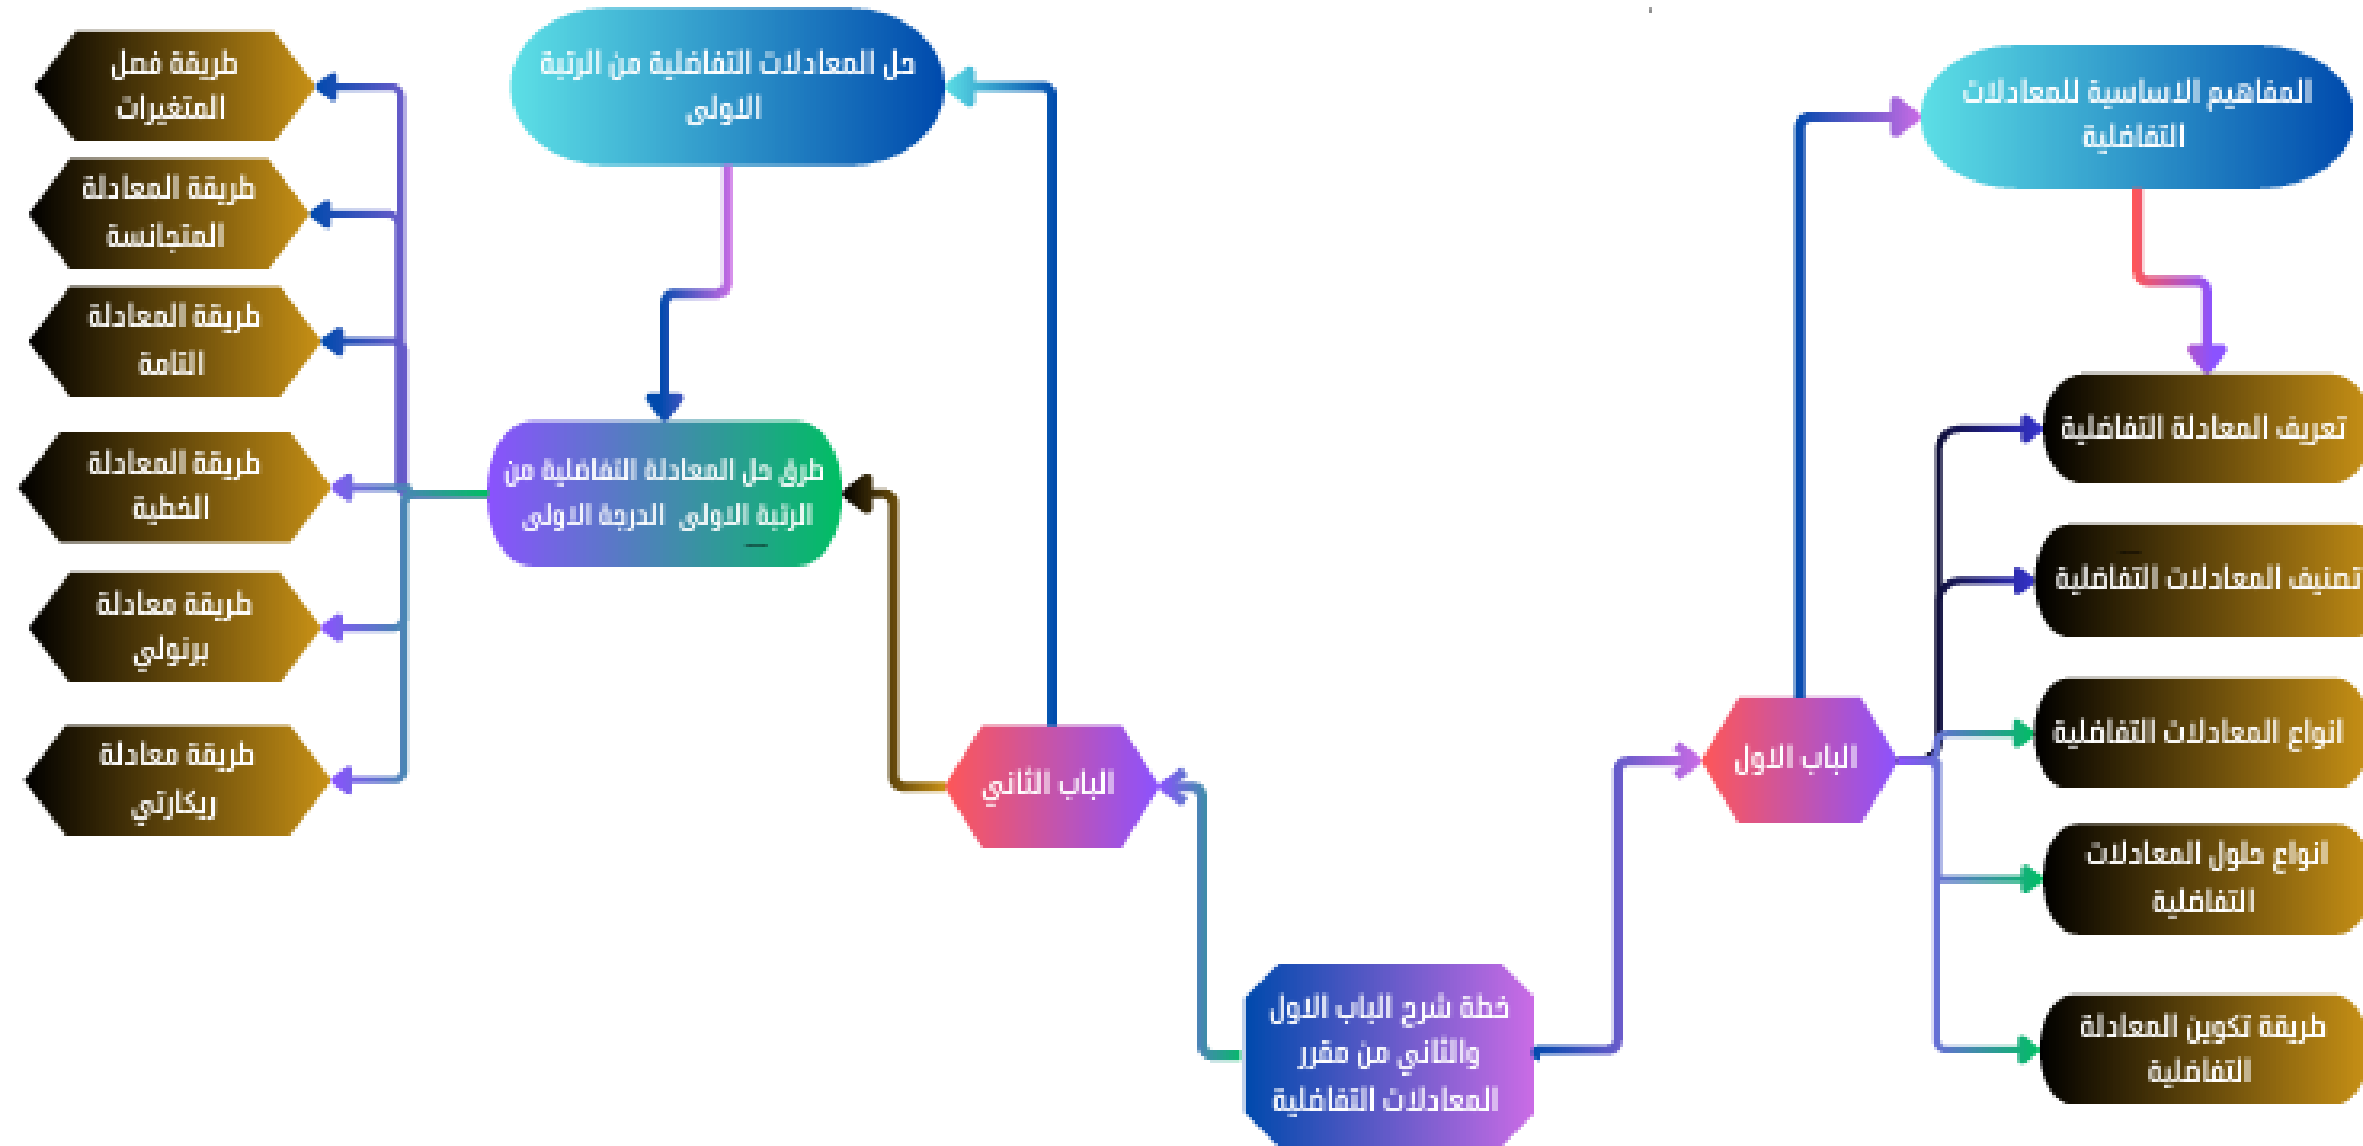 المفاهيم الاساسية للمعادلات
التفاضلية
تعريف المعادلة التفاضلية
تصنيف المعادلات التفاضلية
انواع المعادلات التفاضلية
انواع حلول المعادلات
التفاضلية
طريقة تكوين المعادلة
التفاضلية
الباب الاول
خطة شرح الباب الاول
والثاني من مقرر
المعادلات التفاضلية
الباب الثاني
حل المعادلات التفاضلية من الرتبة
الاولى
طرق حل المعادلة التفاضلية من
الرتبة الاولى الدرجة الاولى
طريقة فصل
المتغيرات
طريقة المعادلة
المتجانسة
طريقة المعادلة
التامة
طريقة المعادلة
الخطية
طريقة معادلة
برنولي
طريقة معادلة
ريكارتي